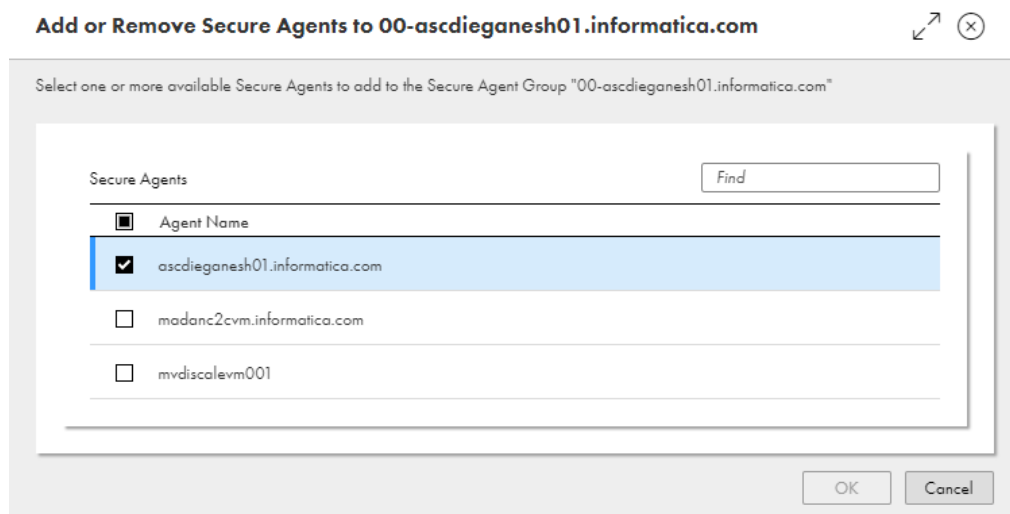 Add or Remove Secure Agents to 00-ascdieganesh01.informatica.com
Select one or more available Secure Agents to add to the Secure Agent Group "00-ascdieganesh01.informatica.com"
Secure Agents
Find
Agent Name
ascdieganesh01.informatica.com
madanc2cvm.informatica.com
mvdiscalevm001
OK
Cancel